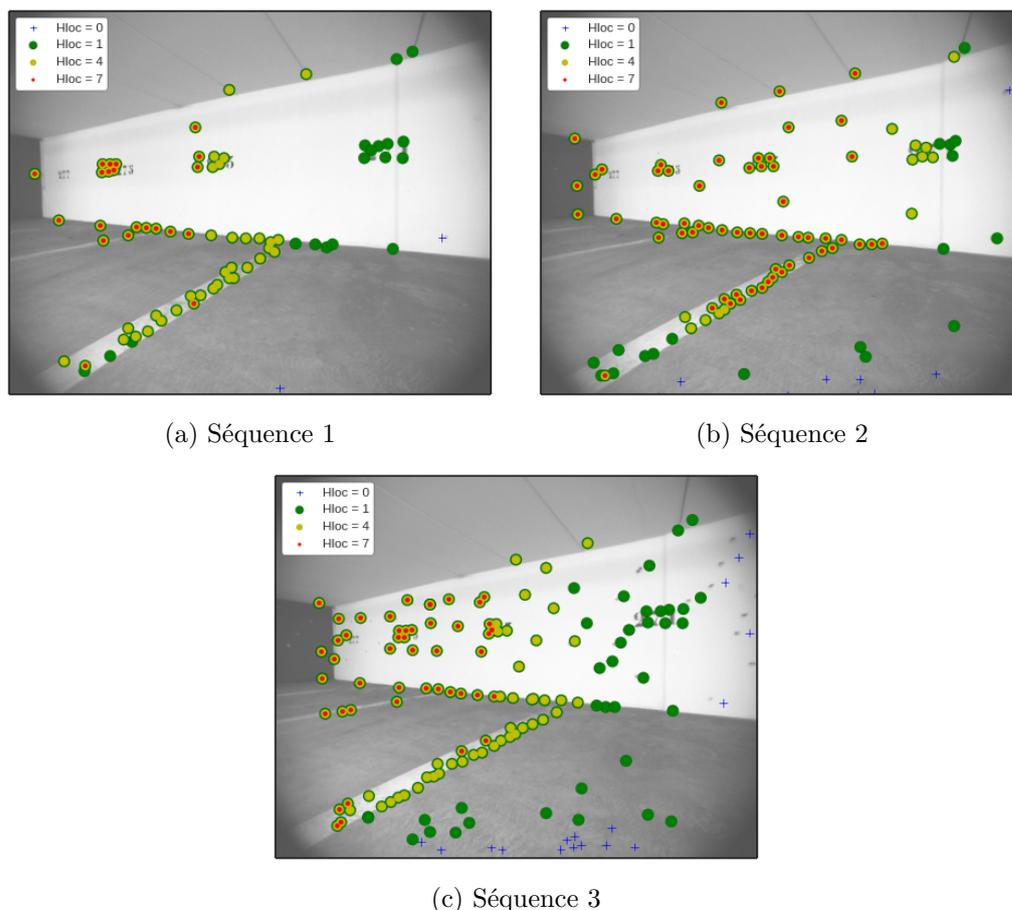 Hloc = 0
Hloc = 1
Hloc = 4
Hloc = 7
(a) Séquence 1
Hloc = 0
Hloc = 1
Hloc = 4
Hloc = 7
(b) Séquence 2
Hloc = 0
Hloc = 1
Hloc = 4
Hloc = 7
(c) Séquence 3